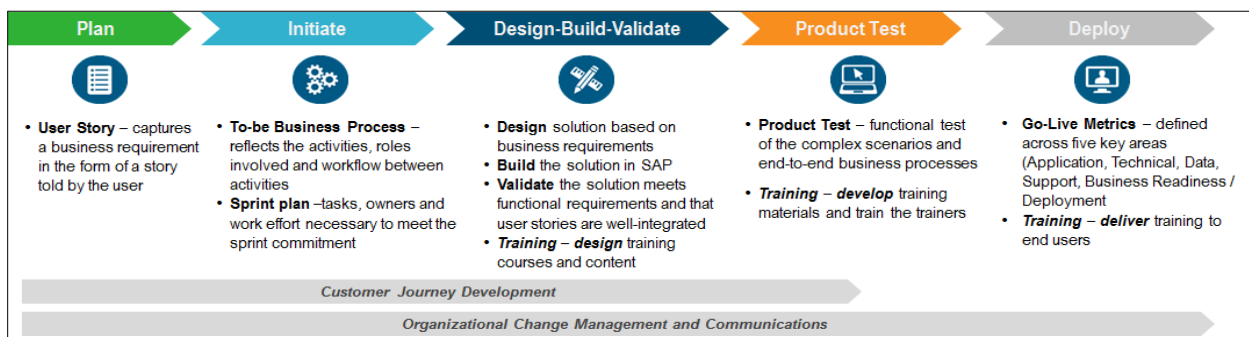 Plan
Initiate
Design-Build-Validate
Product Test
Deploy
• User Story – captures
a business requirement
in the form of a story
told by the user
• To-be Business Process –
reflects the activities, roles
involved and workflow between
activities
• Sprint plan –tasks, owners and
work effort necessary to meet the
sprint commitment
• Design solution based on
business requirements
• Build the solution in SAP
• Validate the solution meets
functional requirements and that
user stories are well-integrated
• Training – design training
courses and content
• Product Test – functional test
of the complex scenarios and
end-to-end business processes
• Training – develop training
materials and train the trainers
• Go-Live Metrics – defined
across five key areas
(Application, Technical, Data,
Support, Business Readiness /
Deployment
• Training – deliver training to
end users
Customer Journey Development
Organizational Change Management and Communications